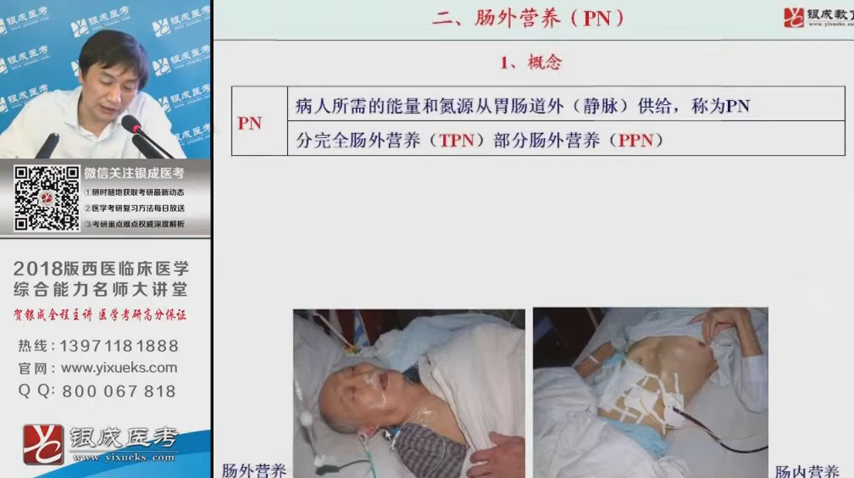 银成医考
www.yixueks.com
微信关注银成医考
①随时随地获取考研最新动态
②医学考研复习方法每日放送
③考研重点难点权威深度解析
2018版西医临床医学
综合能力名师大讲堂
贺银成全程主讲 医学考研高分保证
热线: 13971181888
官网: www.yixueks.com
Q Q: 800 067 818
银成医考
www.yixueks.com
二、肠外营养（PN）
银成教育
1、概念
PN
病人所需的能量和氮源从胃肠道外（静脉）供给，称为PN
分完全肠外营养（TPN）部分肠外营养（PPN）
肠外营养
肠内营养